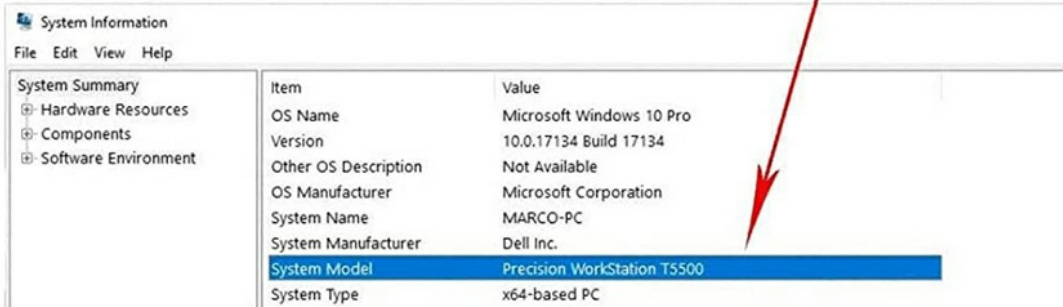 System Information
File Edit View Help
System Summary
Hardware Resources
Components
Software Environment
Item Value
OS Name Microsoft Windows 10 Pro
Version 10.0.17134 Build 17134
Other OS Description Not Available
OS Manufacturer Microsoft Corporation
System Name MARCO-PC
System Manufacturer Dell Inc.
System Model Precision WorkStation T5500
System Type x64-based PC